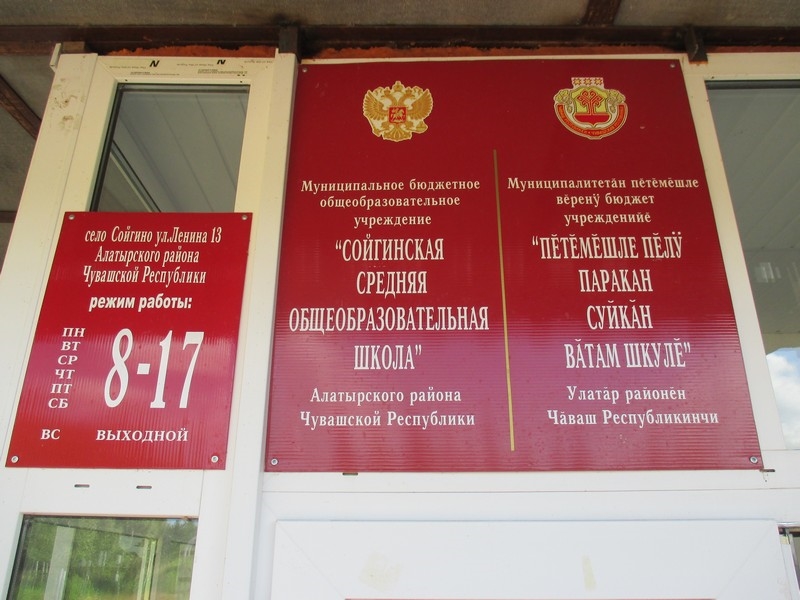 село Сойгино ул.Ленина 13
Алатырского района
Чувашской Республики
режим работы:
ПН
ВТ
СР
ЧТ
ПТ
СБ
8-17
ВС ВЫХОДНОЙ
Муниципальное бюджетное
общеобразовательное
учреждение
"СОЙГИНСКАЯ
СРЕДНЯЯ
ОБЩЕОБРАЗОВАТЕЛЬНАЯ
ШКОЛА"
Алатырского района
Чувашской Республики
Муниципалитетăн пĕтĕмĕшле
вĕренӳ бюджет
учрежденийĕ
"ПĔТĔМĔШЛЕ ПĔЛӲ
ПАРАКАН
СУЙКĂН
ВĂТАМ ШКУЛĔ"
Улатăр районĕн
Чăваш Республикинчи